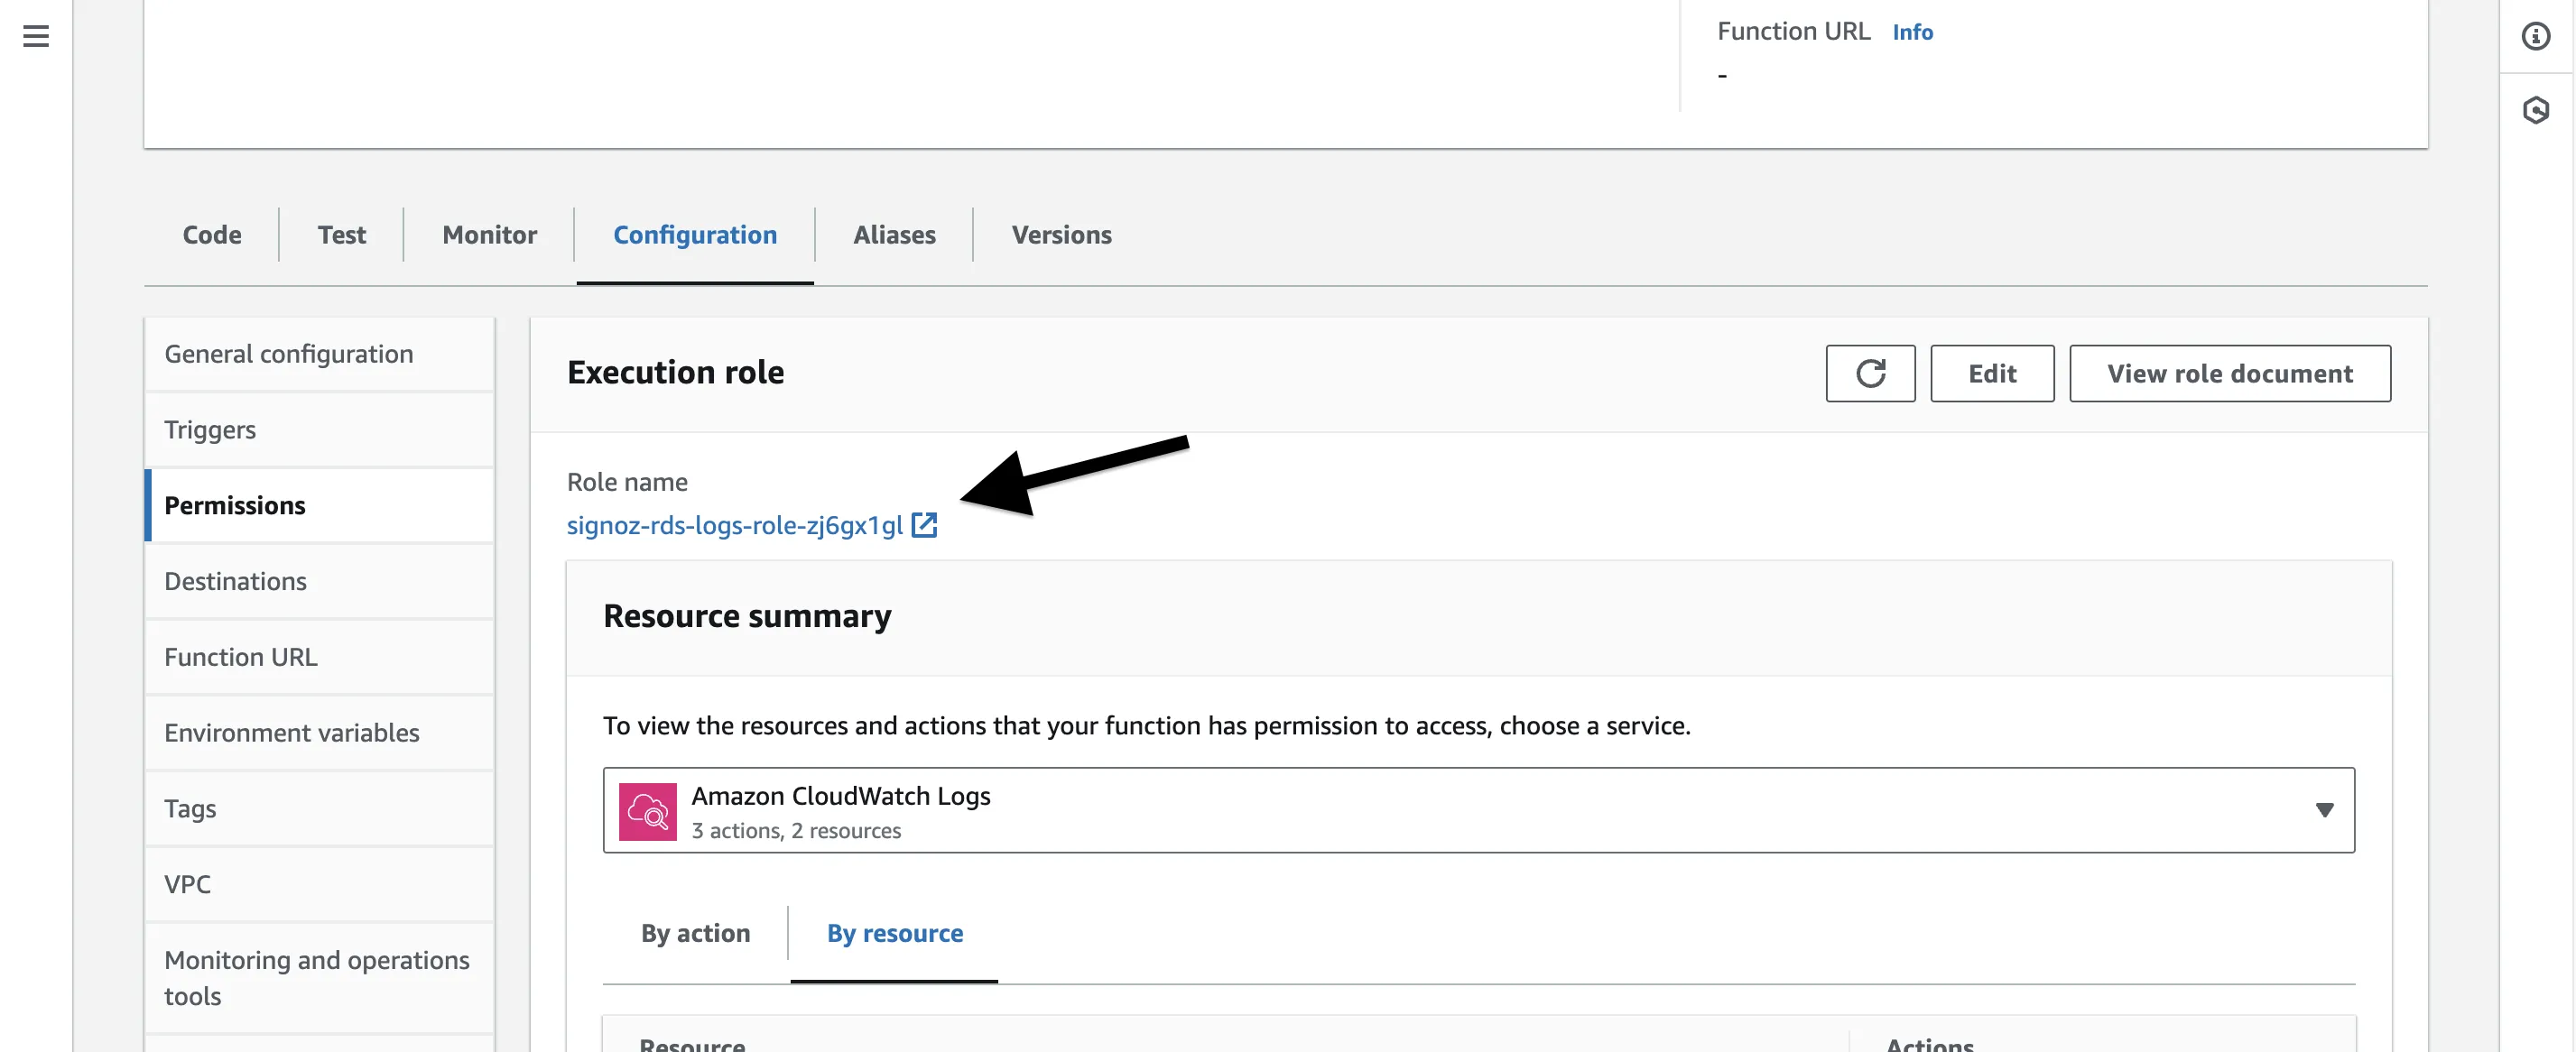 Function URL Info
-
Code Test Monitor Configuration Aliases Versions
General configuration
Triggers
Permissions
Destinations
Function URL
Environment variables
Tags
VPC
Monitoring and operations
tools
Execution role
Edit
View role document
Role name
signoz-rds-logs-role-zj6gx1gl
Resource summary
To view the resources and actions that your function has permission to access, choose a service.
Amazon CloudWatch Logs
3 actions, 2 resources
By action By resource
Resource Actions